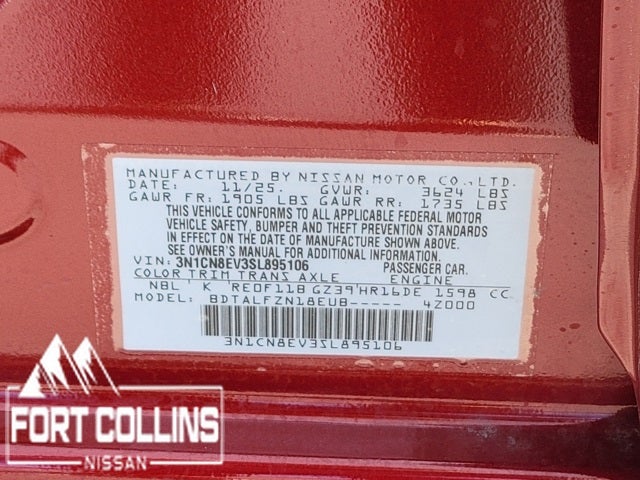 MANUFACTURED BY NISSAN MOTOR CO.,LTD.
DATE: 11/25. GVWR: 3624 LBS
GAWR FR: 1905 LBS GAWR RR: 1735 LBS
THIS VEHICLE CONFORMS TO ALL APPLICABLE FEDERAL MOTOR
VEHICLE SAFETY, BUMPER AND THEFT PREVENTION STANDARDS
IN EFFECT ON THE DATE OF MANUFACTURE SHOWN ABOVE.
SEE OWNER'S MANUAL FOR ADDITIONAL INFORMATION.
VIN: 3N1CN8EV3SL895106 PASSENGER CAR.
COLOR TRIM TRANS AXLE ENGINE
NBL K RE0F11B GZ39 HR16DE 1598 CC
MODEL: BDTALFZN18EUB----- 4Z000
3N1CN8EV3SL895106
FORT COLLINS
NISSAN